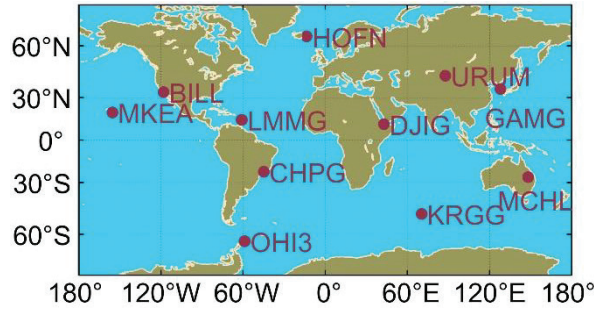 HOFN
60°N
URUM
BILL
30°N
MKEA
LMMG
DJIG
GAMG
0°
CHPG
30°S
MCHL
KRGG
60°S
OHI3
180° 120°W 60°W 0° 60°E 120°E 180°